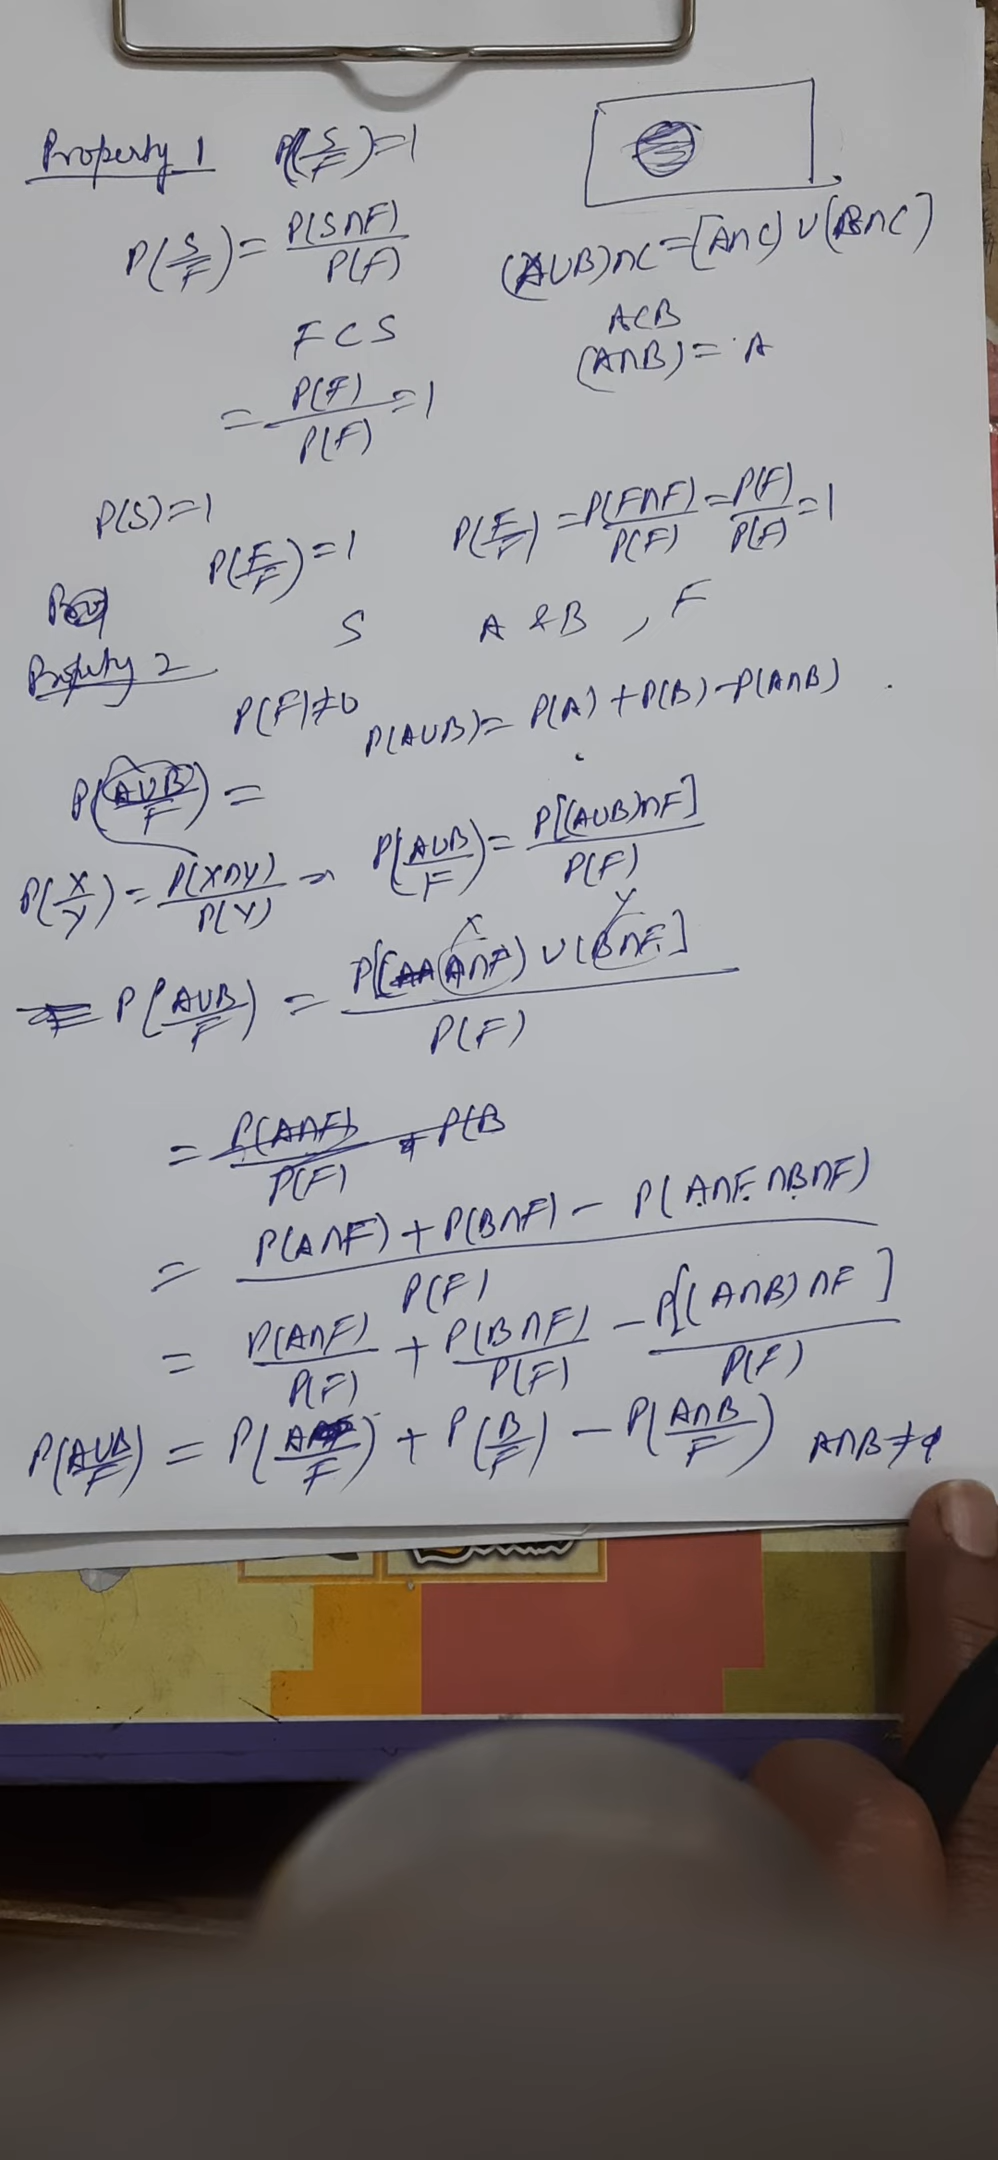 Property 1 P(S/F)=1
P(S/F) = P(S∩F)/P(F)
(A∪B)∩C=[A∩C)∪(B∩C]
F⊂S
A⊂B
(A∩B)=A
= P(F)/P(F) = 1
P(S)=1
P(F/F)=1
P(F/F) = P(F∩F)/P(F) = P(F)/P(F) = 1
S A & B , F
Property 2
P(F)≠0
P(A∪B) = P(A) + P(B) - P(A∩B)
P(A∪B/F) =
P(X/Y) = P(X∩Y)/P(Y)
P(A∪B/F) = P[(A∪B)∩F]/P(F)
X Y
P(A∪B/F) = P[(A∩F) ∪ (B∩F]/P(F)
= P(A∩F)/P(F) + P(B
= P(A∩F) + P(B∩F) - P(A∩F∩B∩F)/P(F)
= P(A∩F)/P(F) + P(B∩F)/P(F) - P[(A∩B)∩F]/P(F)
P(A∪B/F) = P(A/F) + P(B/F) - P(A∩B/F) A∩B≠φ